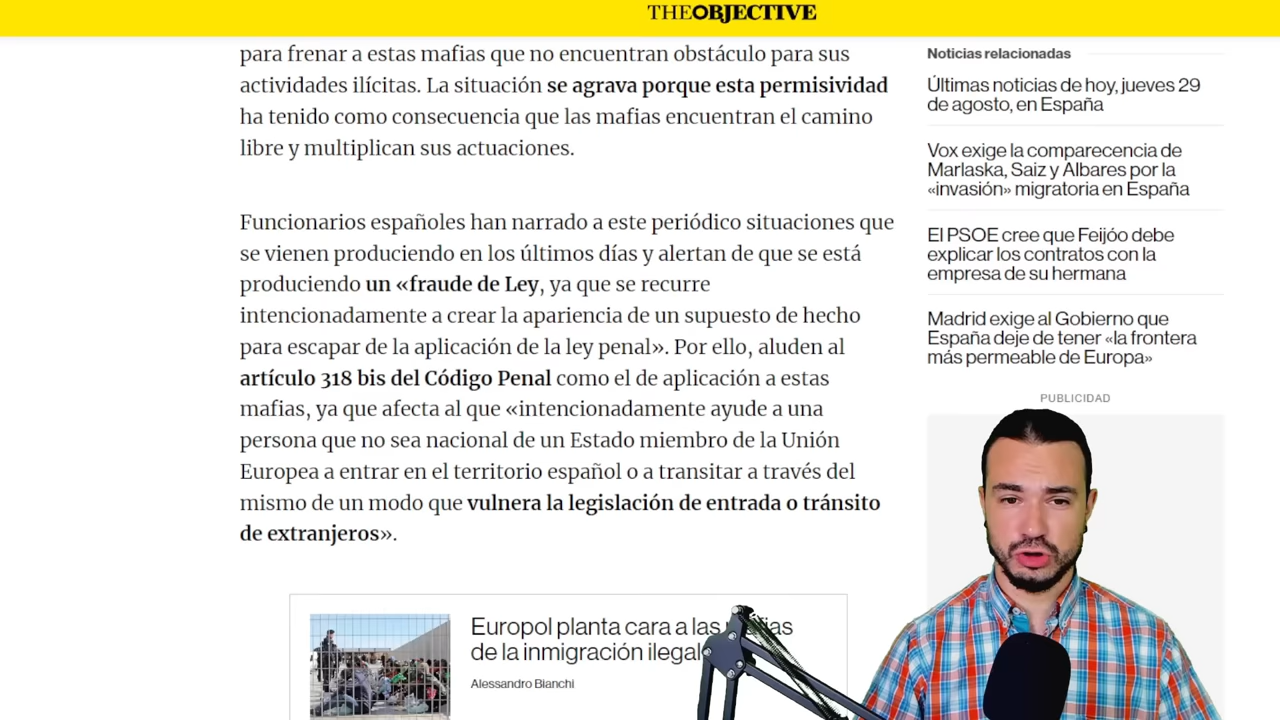 THEOBJECTIVE
para frenar a estas mafias que no encuentran obstáculo para sus
actividades ilícitas. La situación se agrava porque esta permisividad
ha tenido como consecuencia que las mafias encuentran el camino
libre y multiplican sus actuaciones.
Funcionarios españoles han narrado a este periódico situaciones que
se vienen produciendo en los últimos días y alertan de que se está
produciendo un «fraude de Ley, ya que se recurre
intencionadamente a crear la apariencia de un supuesto de hecho
para escapar de la aplicación de la ley penal». Por ello, aluden al
artículo 318 bis del Código Penal como el de aplicación a estas
mafias, ya que afecta al que «intencionadamente ayude a una
persona que no sea nacional de un Estado miembro de la Unión
Europea a entrar en el territorio español o a transitar a través del
mismo de un modo que vulnera la legislación de entrada o tránsito
de extranjeros».
Europol planta cara a las mafias
de la inmigración ilegal
Alessandro Bianchi
Noticias relacionadas
Últimas noticias de hoy, jueves 29
de agosto, en España
Vox exige la comparecencia de
Marlaska, Saiz y Albares por la
«invasión» migratoria en España
El PSOE cree que Feijóo debe
explicar los contratos con la
empresa de su hermana
Madrid exige al Gobierno que
España deje de tener «la frontera
más permeable de Europa»
PUBLICIDAD